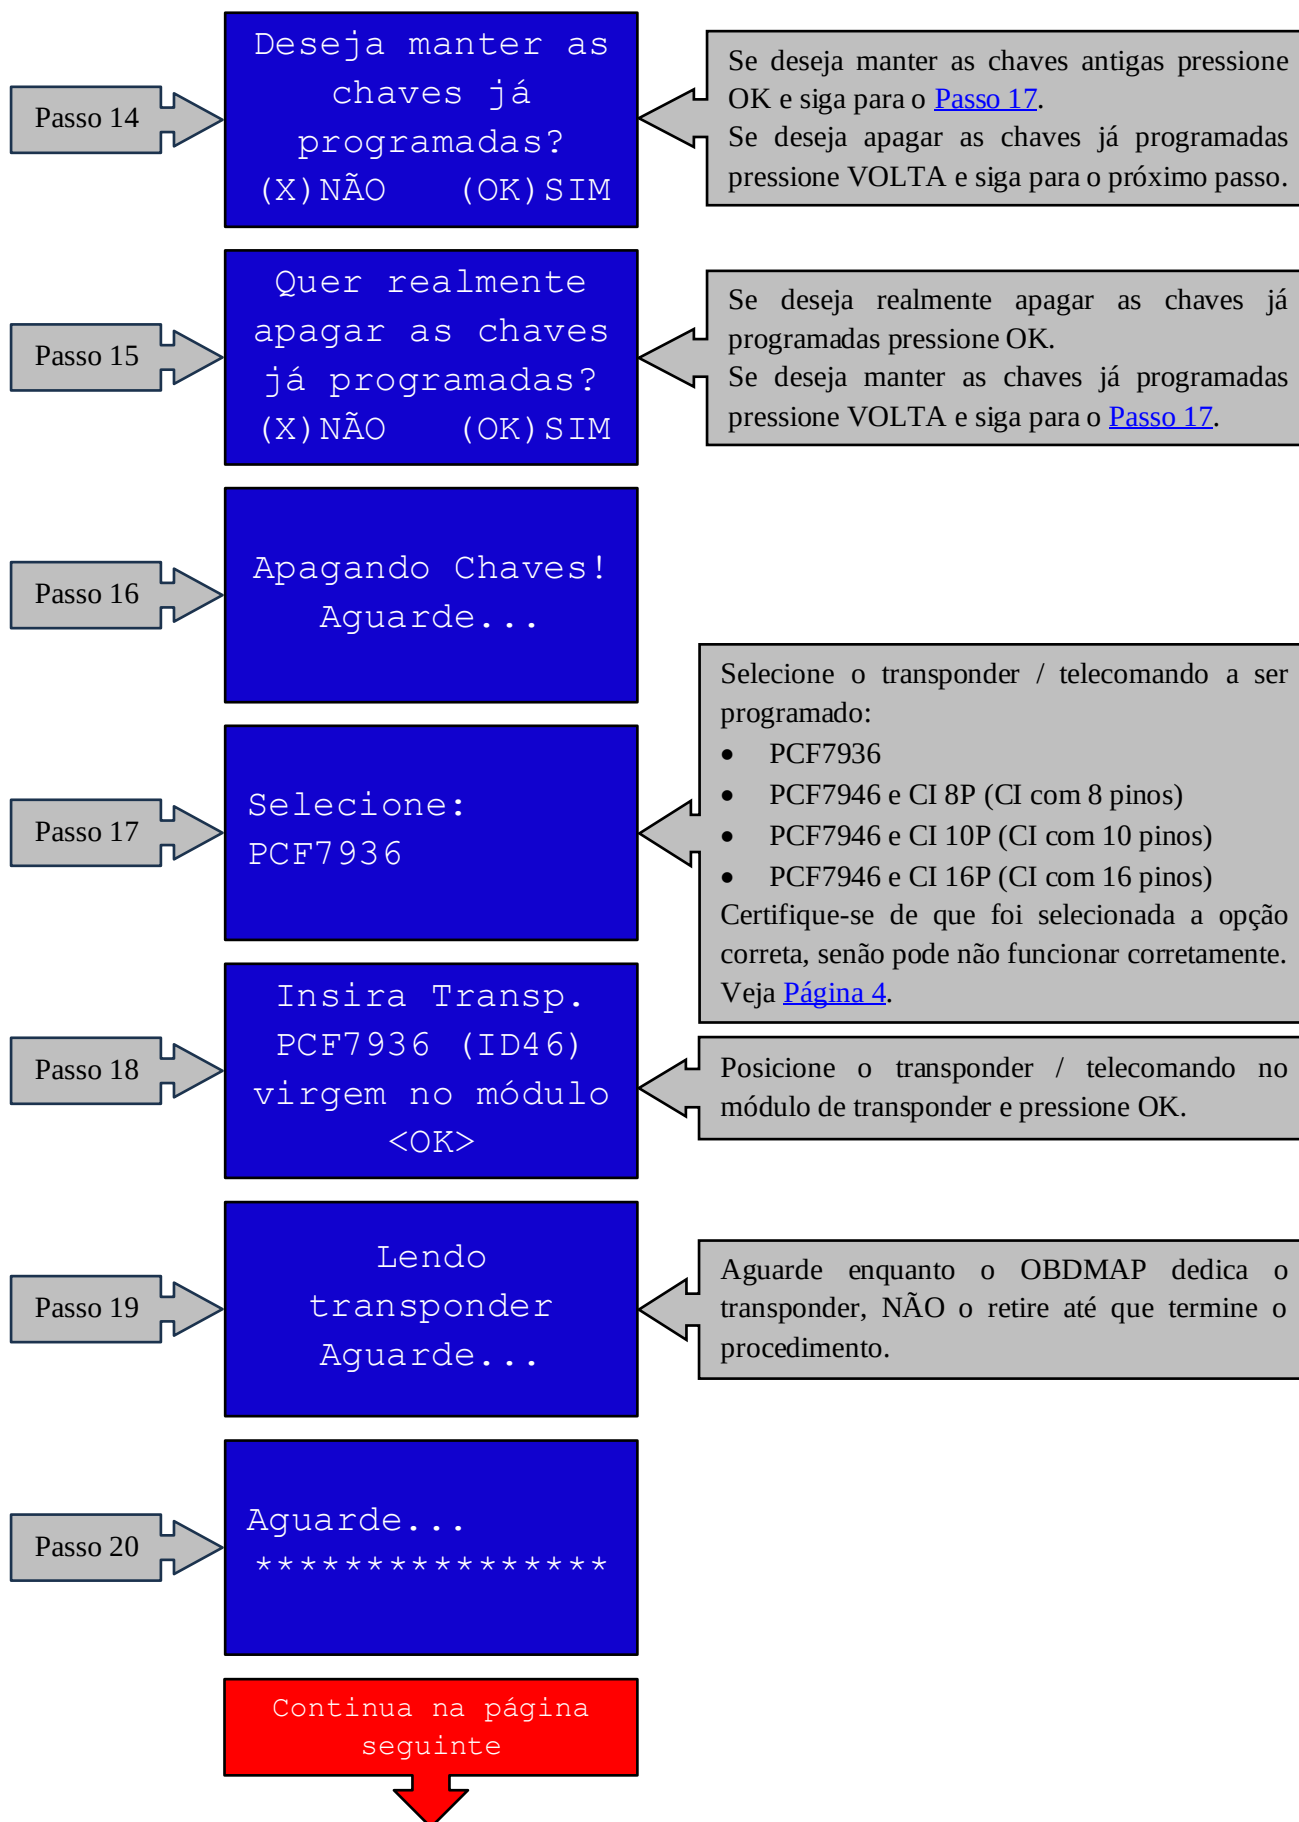 Passo 14
Deseja manter as
chaves já
programadas?
(X)NÃO (OK)SIM
Se deseja manter as chaves antigas pressione
OK e siga para o Passo 17.
Se deseja apagar as chaves já programadas
pressione VOLTA e siga para o próximo passo.
Passo 15
Quer realmente
apagar as chaves
já programadas?
(X)NÃO (OK)SIM
Se deseja realmente apagar as chaves já
programadas pressione OK.
Se deseja manter as chaves já programadas
pressione VOLTA e siga para o Passo 17.
Passo 16
Apagando Chaves!
Aguarde...
Passo 17
Selecione:
PCF7936
Selecione o transponder / telecomando a ser
programado:
• PCF7936
• PCF7946 e CI 8P (CI com 8 pinos)
• PCF7946 e CI 10P (CI com 10 pinos)
• PCF7946 e CI 16P (CI com 16 pinos)
Certifique-se de que foi selecionada a opção
correta, senão pode não funcionar corretamente.
Veja Página 4.
Passo 18
Insira Transp.
PCF7936 (ID46)
virgem no módulo
<OK>
Posicione o transponder / telecomando no
módulo de transponder e pressione OK.
Passo 19
Lendo
transponder
Aguarde...
Aguarde enquanto o OBDMAP dedica o
transponder, NÃO o retire até que termine o
procedimento.
Passo 20
Aguarde...
****************
Continua na página
seguinte